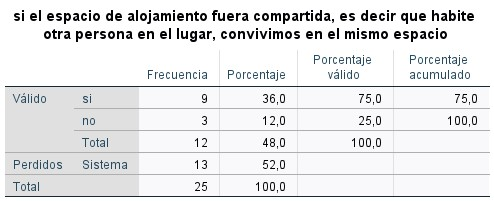 si el espacio de alojamiento fuera compartida, es decir que habite
otra persona en el lugar, convivimos en el mismo espacio
Frecuencia Porcentaje Porcentaje válido Porcentaje acumulado
Válido si 9 36,0 75,0 75,0
no 3 12,0 25,0 100,0
Total 12 48,0 100,0
Perdidos Sistema 13 52,0
Total 25 100,0